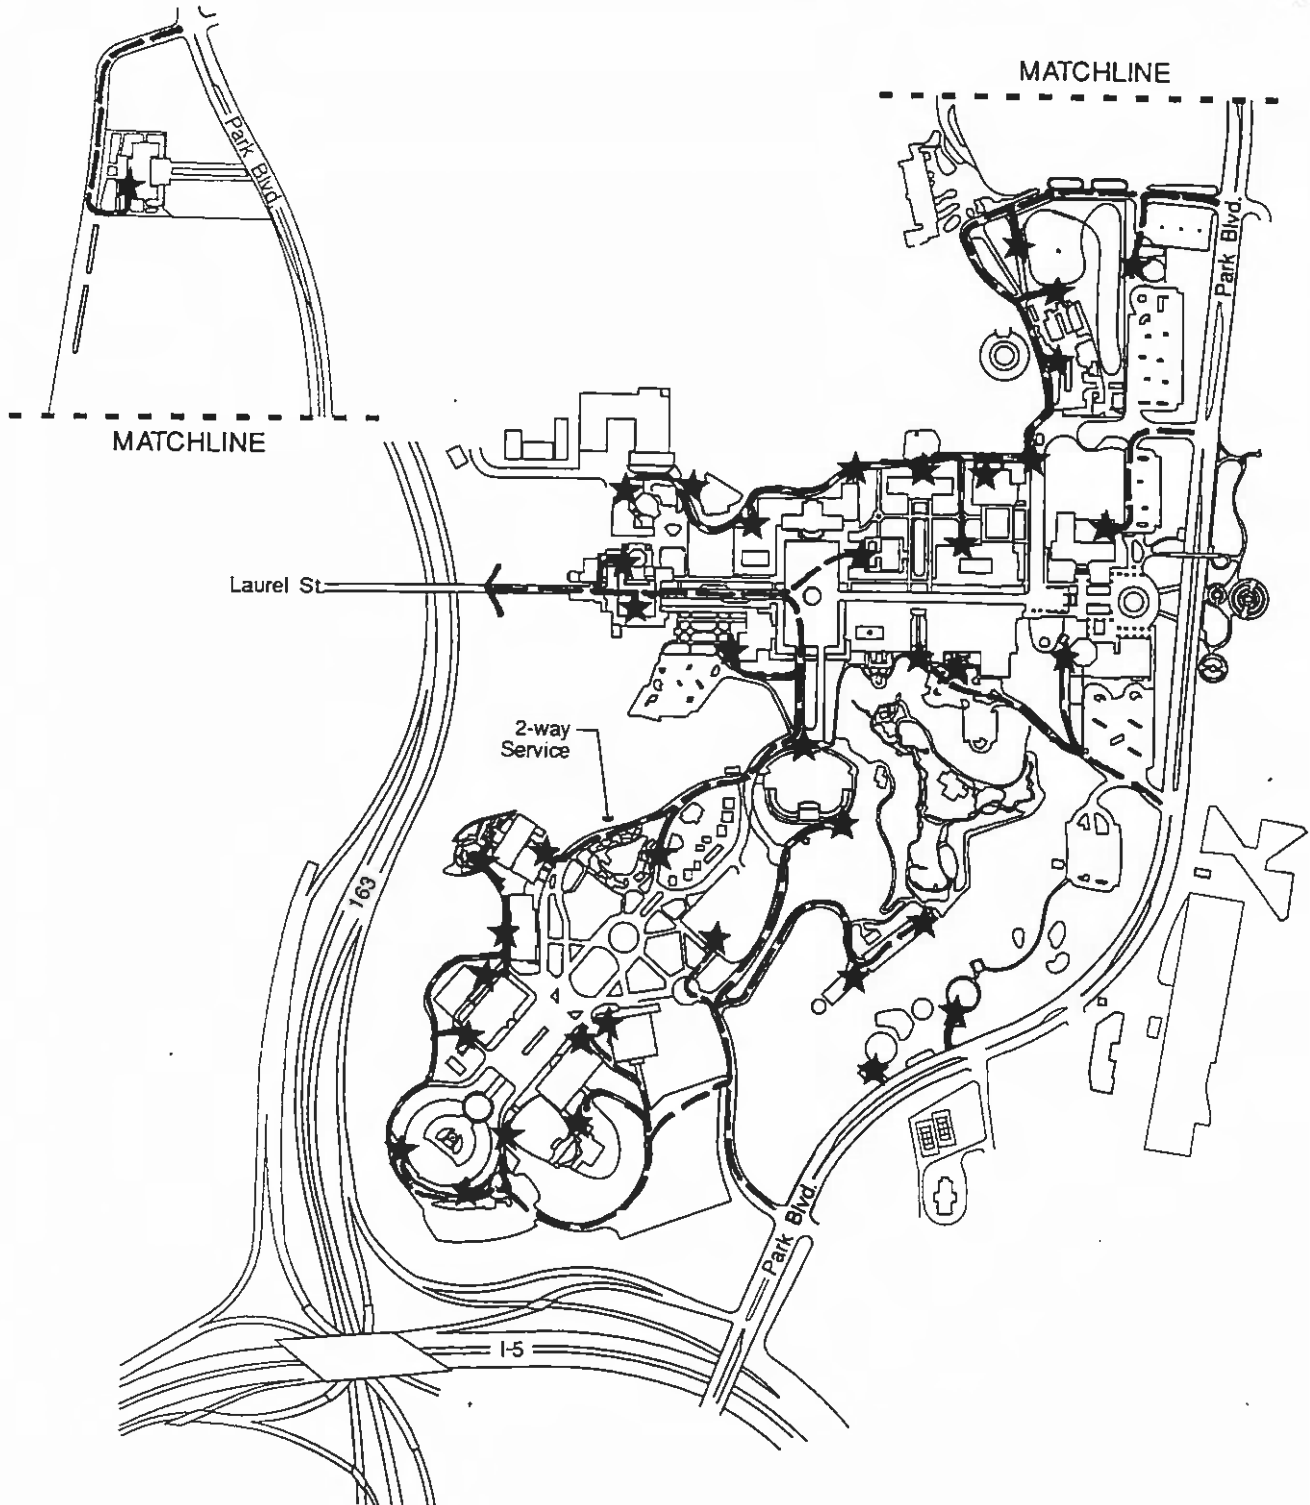 MATCHLINE
Park Blvd.
Park Blvd.
MATCHLINE
Laurel St
2-way
Service
163
Park Blvd.
I-5